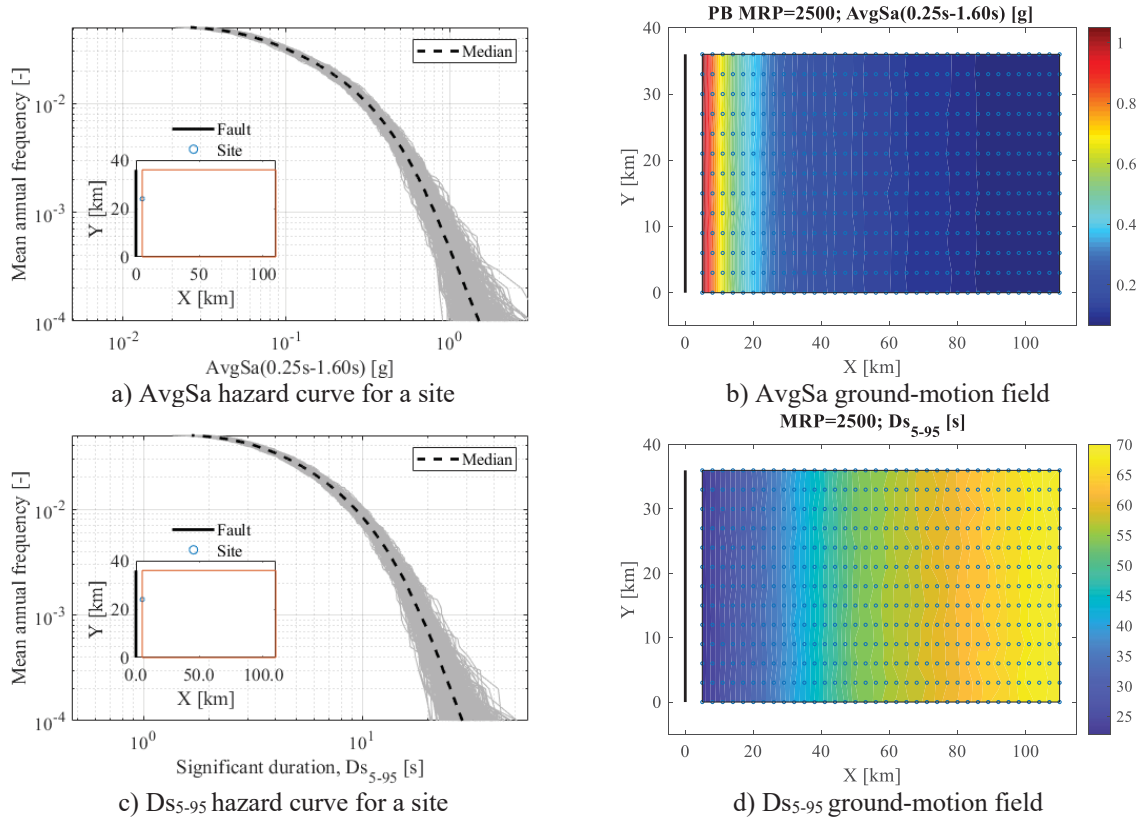 Mean annual frequency [-]
10⁻²
10⁻³
10⁻⁴
Median
Fault
Site
Y [km]
40
20
0
0
50
100
X [km]
10⁻²
10⁻¹
10⁰
AvgSa(0.25s-1.60s) [g]
a) AvgSa hazard curve for a site
PB MRP=2500; AvgSa(0.25s-1.60s) [g]
Y [km]
40
30
20
10
0
0
20
40
60
80
100
X [km]
1
0.8
0.6
0.4
0.2
b) AvgSa ground-motion field
Mean annual frequency [-]
10⁻²
10⁻³
10⁻⁴
Median
Fault
Site
Y [km]
40
20
0
0.0
50.0
100.0
X [km]
10⁰
10¹
Significant duration, Ds₅₋₉₅ [s]
c) Ds₅₋₉₅ hazard curve for a site
MRP=2500; Ds₅₋₉₅ [s]
Y [km]
40
30
20
10
0
0
20
40
60
80
100
X [km]
70
65
60
55
50
45
40
35
30
25
d) Ds₅₋₉₅ ground-motion field